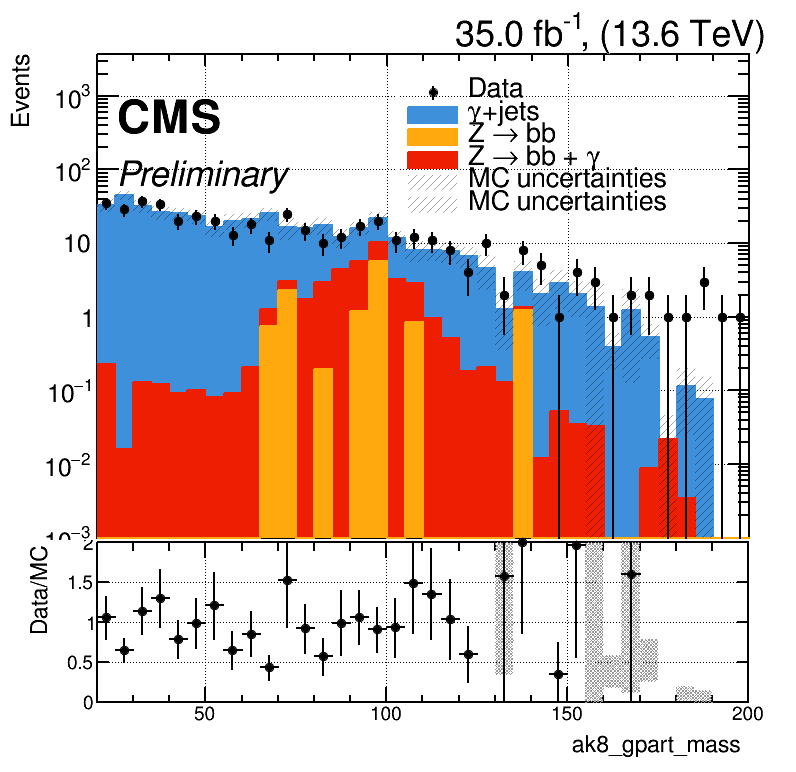 35.0 fb⁻¹, (13.6 TeV)
Events
CMS
Preliminary
Data
γ+jets
Z → bb
Z → bb + γ
MC uncertainties
MC uncertainties
10³
10²
10
1
10⁻¹
10⁻²
10⁻³
Data/MC
2
1.5
1
0.5
0
50
100
150
200
ak8_gpart_mass